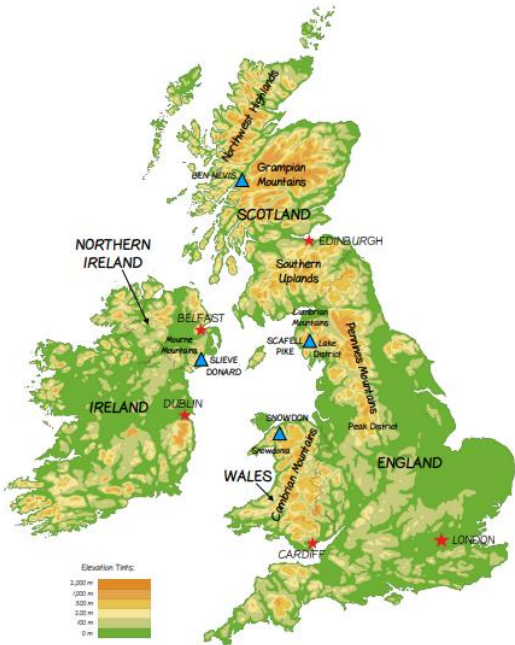 Northwest Highlands
BEN NEVIS
Grampian
Mountains
SCOTLAND
EDINBURGH
NORTHERN
IRELAND
Southern
Uplands
BELFAST
Cumbrian
Mountains
Mourne
Mountains
SCAFELL
PIKE
Lake
District
SLIEVE
DONARD
Pennines Mountains
IRELAND
DUBLIN
SNOWDON
Peak District
Snowdonia
ENGLAND
WALES
Cambrian Mountains
LONDON
CARDIFF
Elevation Tints:
2,000 m
1,000 m
500 m
200 m
100 m
0 m